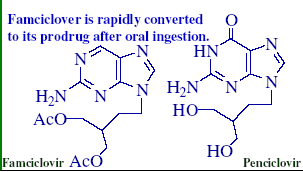 Famciclover is rapidly converted
to its prodrug after oral ingestion.
O
N
N
HN
N
H₂N
N
N
H₂N
N
N
AcO
HO
AcO
HO
Famciclovir
Penciclovir